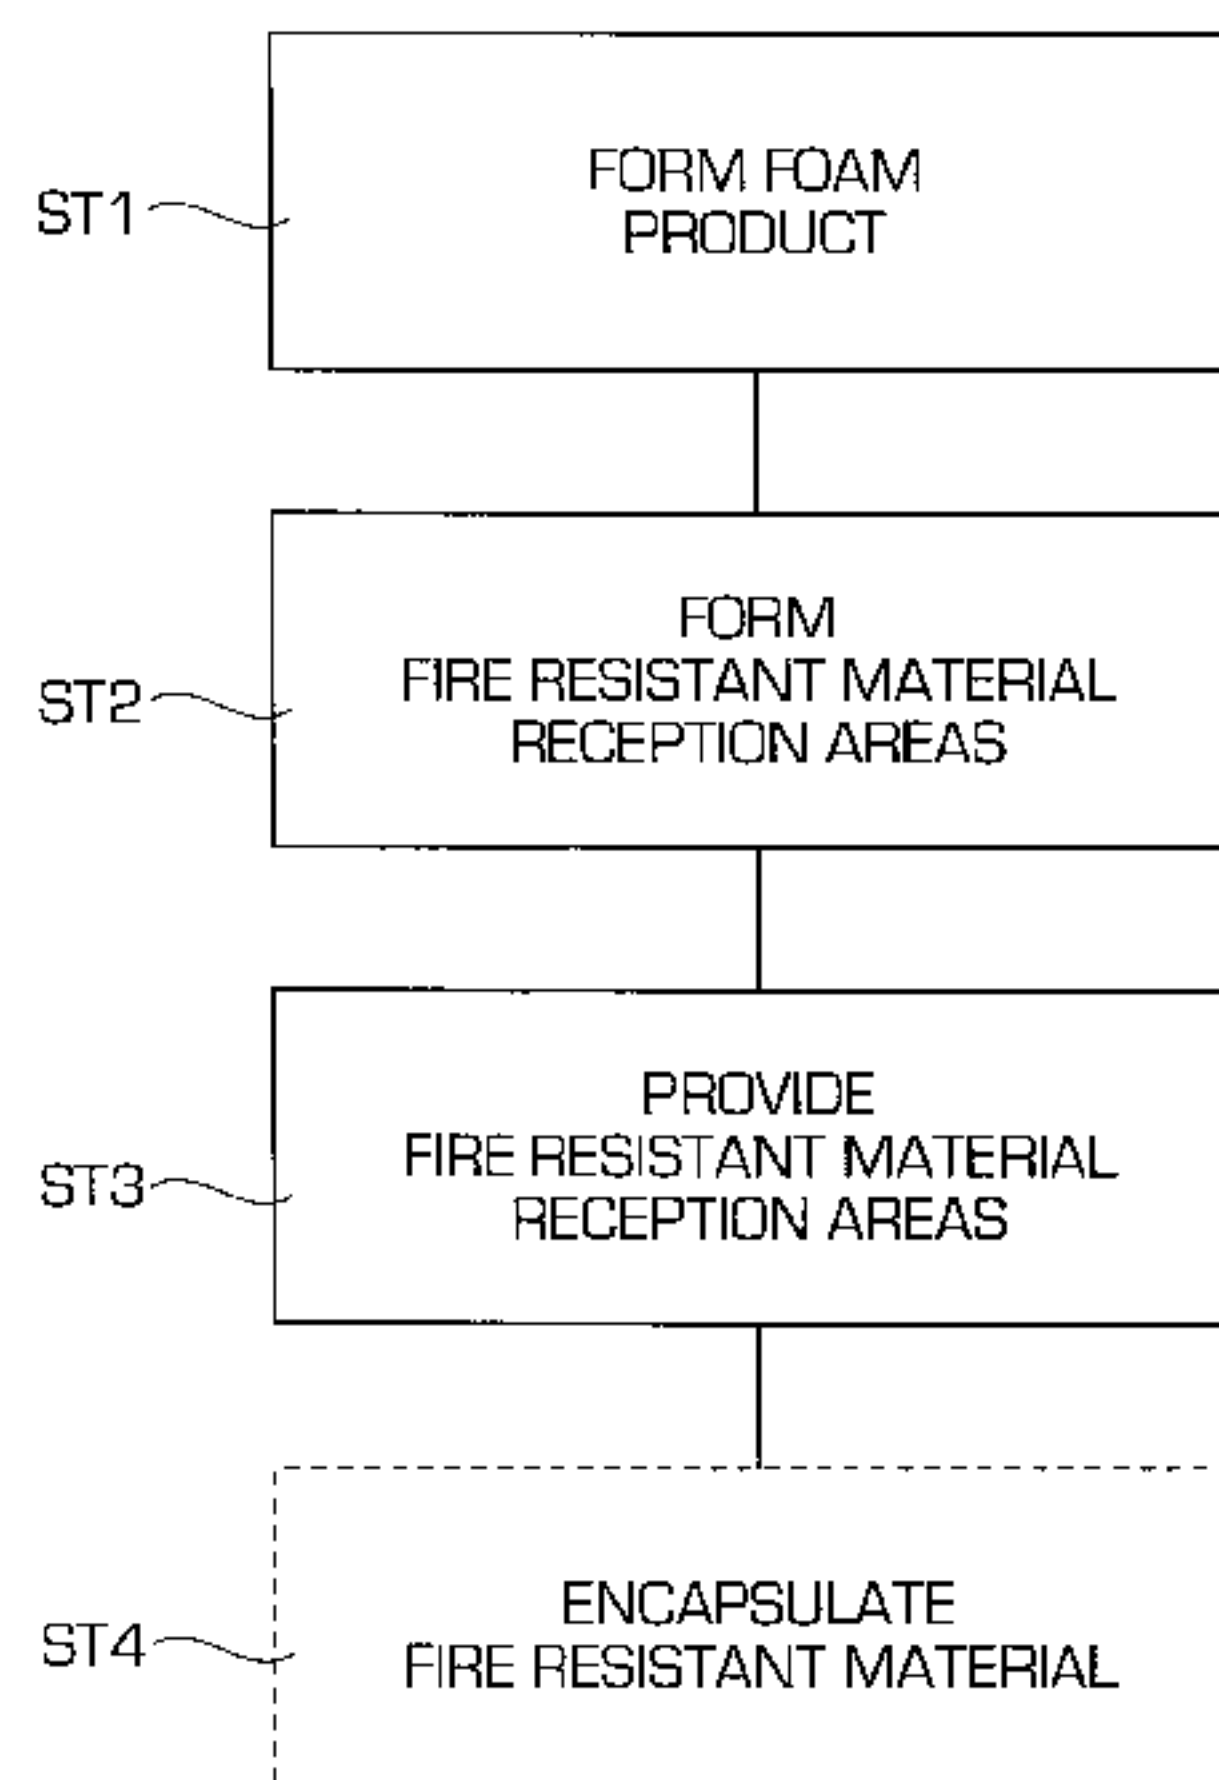 FORM FOAM
PRODUCT
ST1
FORM
FIRE RESISTANT MATERIAL
RECEPTION AREAS
ST2
PROVIDE
FIRE RESISTANT MATERIAL
RECEPTION AREAS
ST3
ENCAPSULATE
FIRE RESISTANT MATERIAL
ST4